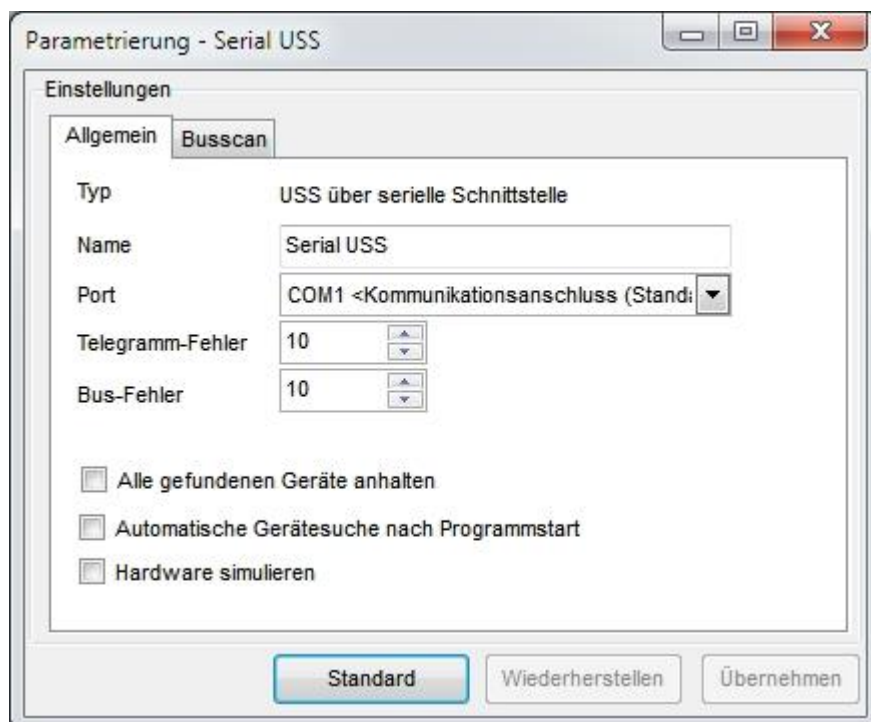 Parametrierung - Serial USS
Einstellungen
Allgemein Busscan
Typ USS über serielle Schnittstelle
Name Serial USS
Port COM1 <Kommunikationsanschluss (Standa
Telegramm-Fehler 10
Bus-Fehler 10
Alle gefundenen Geräte anhalten
Automatische Gerätesuche nach Programmstart
Hardware simulieren
Standard Wiederherstellen Übernehmen